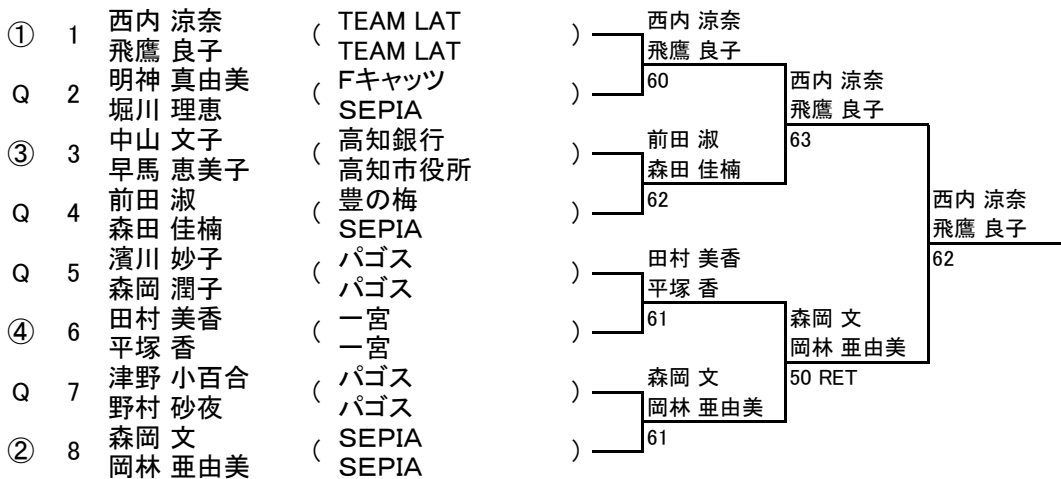 ① 1 西内 涼奈 ( TEAM LAT )
飛鷹 良子 TEAM LAT
Q 2 明神 真由美 ( Fキャッツ )
堀川 理恵 SEPIA
③ 3 中山 文子 ( 高知銀行 )
早馬 恵美子 高知市役所
Q 4 前田 淑 ( 豊の梅 )
森田 佳楠 SEPIA
Q 5 濱川 妙子 ( パゴス )
森岡 潤子 パゴス
④ 6 田村 美香 ( 一宮 )
平塚 香 一宮
Q 7 津野 小百合 ( パゴス )
野村 砂夜 パゴス
② 8 森岡 文 ( SEPIA )
岡林 亜由美 SEPIA
西内 涼奈
飛鷹 良子
60
前田 淑
森田 佳楠
62
田村 美香
平塚 香
61
森岡 文
岡林 亜由美
61
西内 涼奈
飛鷹 良子
63
森岡 文
岡林 亜由美
50 RET
西内 涼奈
飛鷹 良子
62